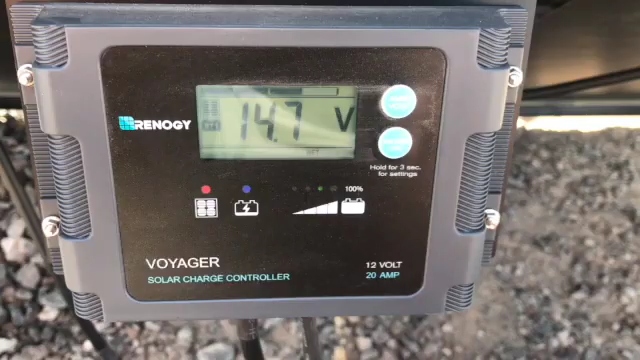 RENOGY
14.7 V
Hold for 3 sec.
for settings
100%
VOYAGER
SOLAR CHARGE CONTROLLER
12 VOLT
20 AMP